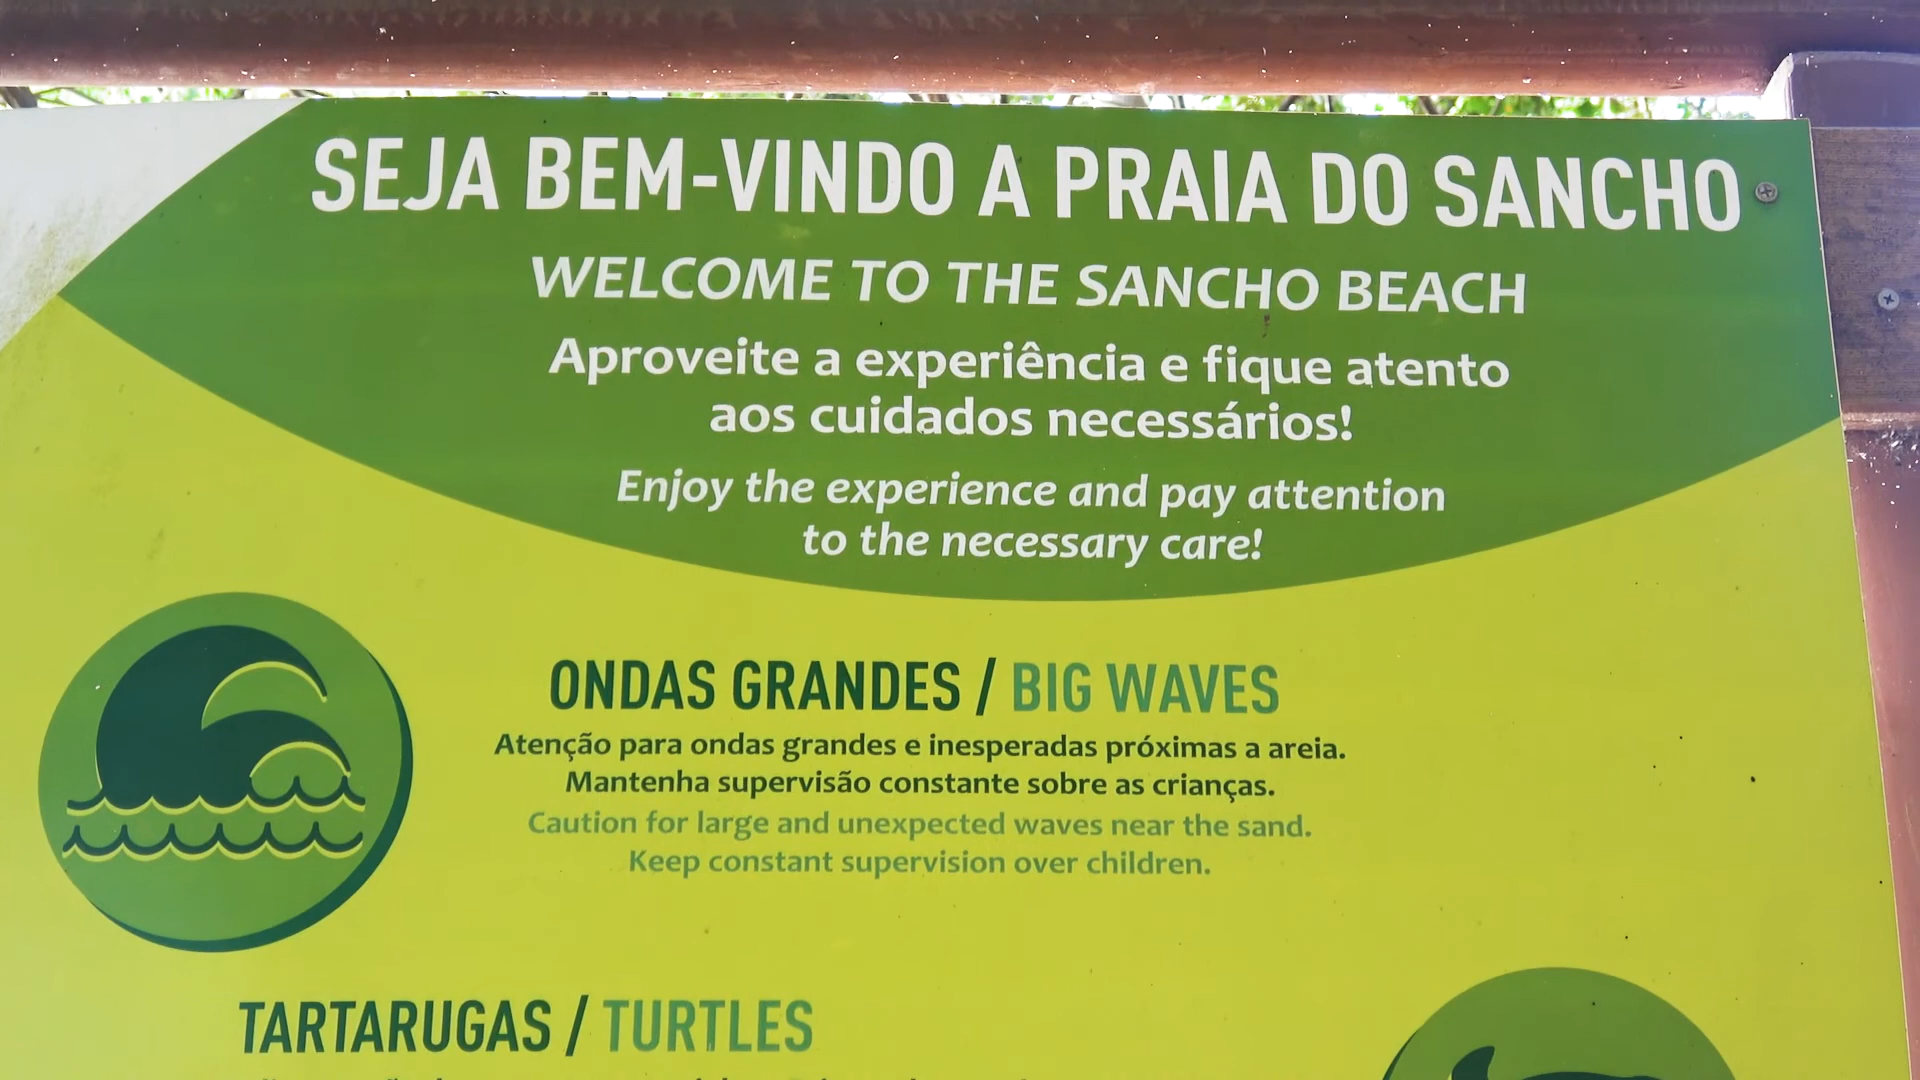 SEJA BEM-VINDO A PRAIA DO SANCHO
WELCOME TO THE SANCHO BEACH
Aproveite a experiência e fique atento
aos cuidados necessários!
Enjoy the experience and pay attention
to the necessary care!
ONDAS GRANDES / BIG WAVES
Atenção para ondas grandes e inesperadas próximas a areia.
Mantenha supervisão constante sobre as crianças.
Caution for large and unexpected waves near the sand.
Keep constant supervision over children.
TARTARUGAS / TURTLES